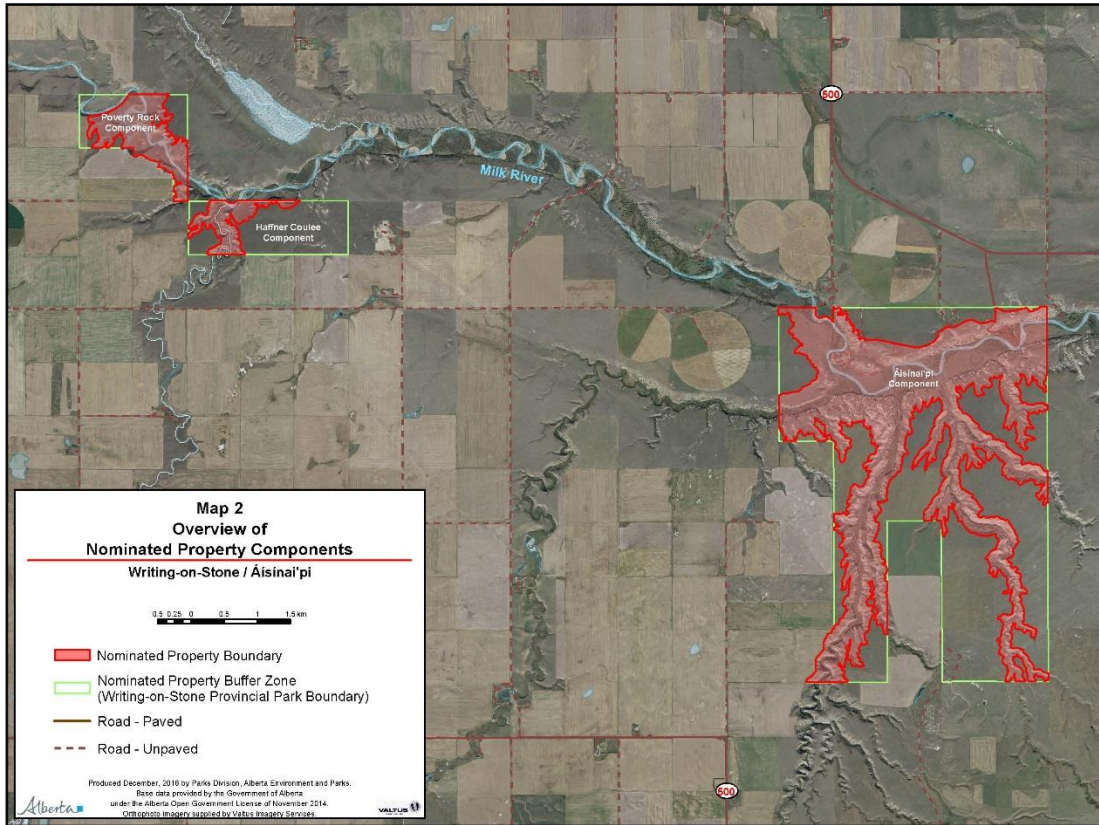 500
Poverty Rock
Component
Milk River
Haffner Coulee
Component
Áísínai'pi
Component
Map 2
Overview of
Nominated Property Components
Writing-on-Stone / Áísínai'pi
0.5 0.25 0 0.5 1 1.5 km
Nominated Property Boundary
Nominated Property Buffer Zone
(Writing-on-Stone Provincial Park Boundary)
Road - Paved
Road - Unpaved
500
Produced December, 2016 by Parks Division, Alberta Environment and Parks.
Base data provided by the Government of Alberta
under the Alberta Open Government License of November 2014.
Orthophoto imagery supplied by Valtus Imagery Services.
Alberta
VALTUS